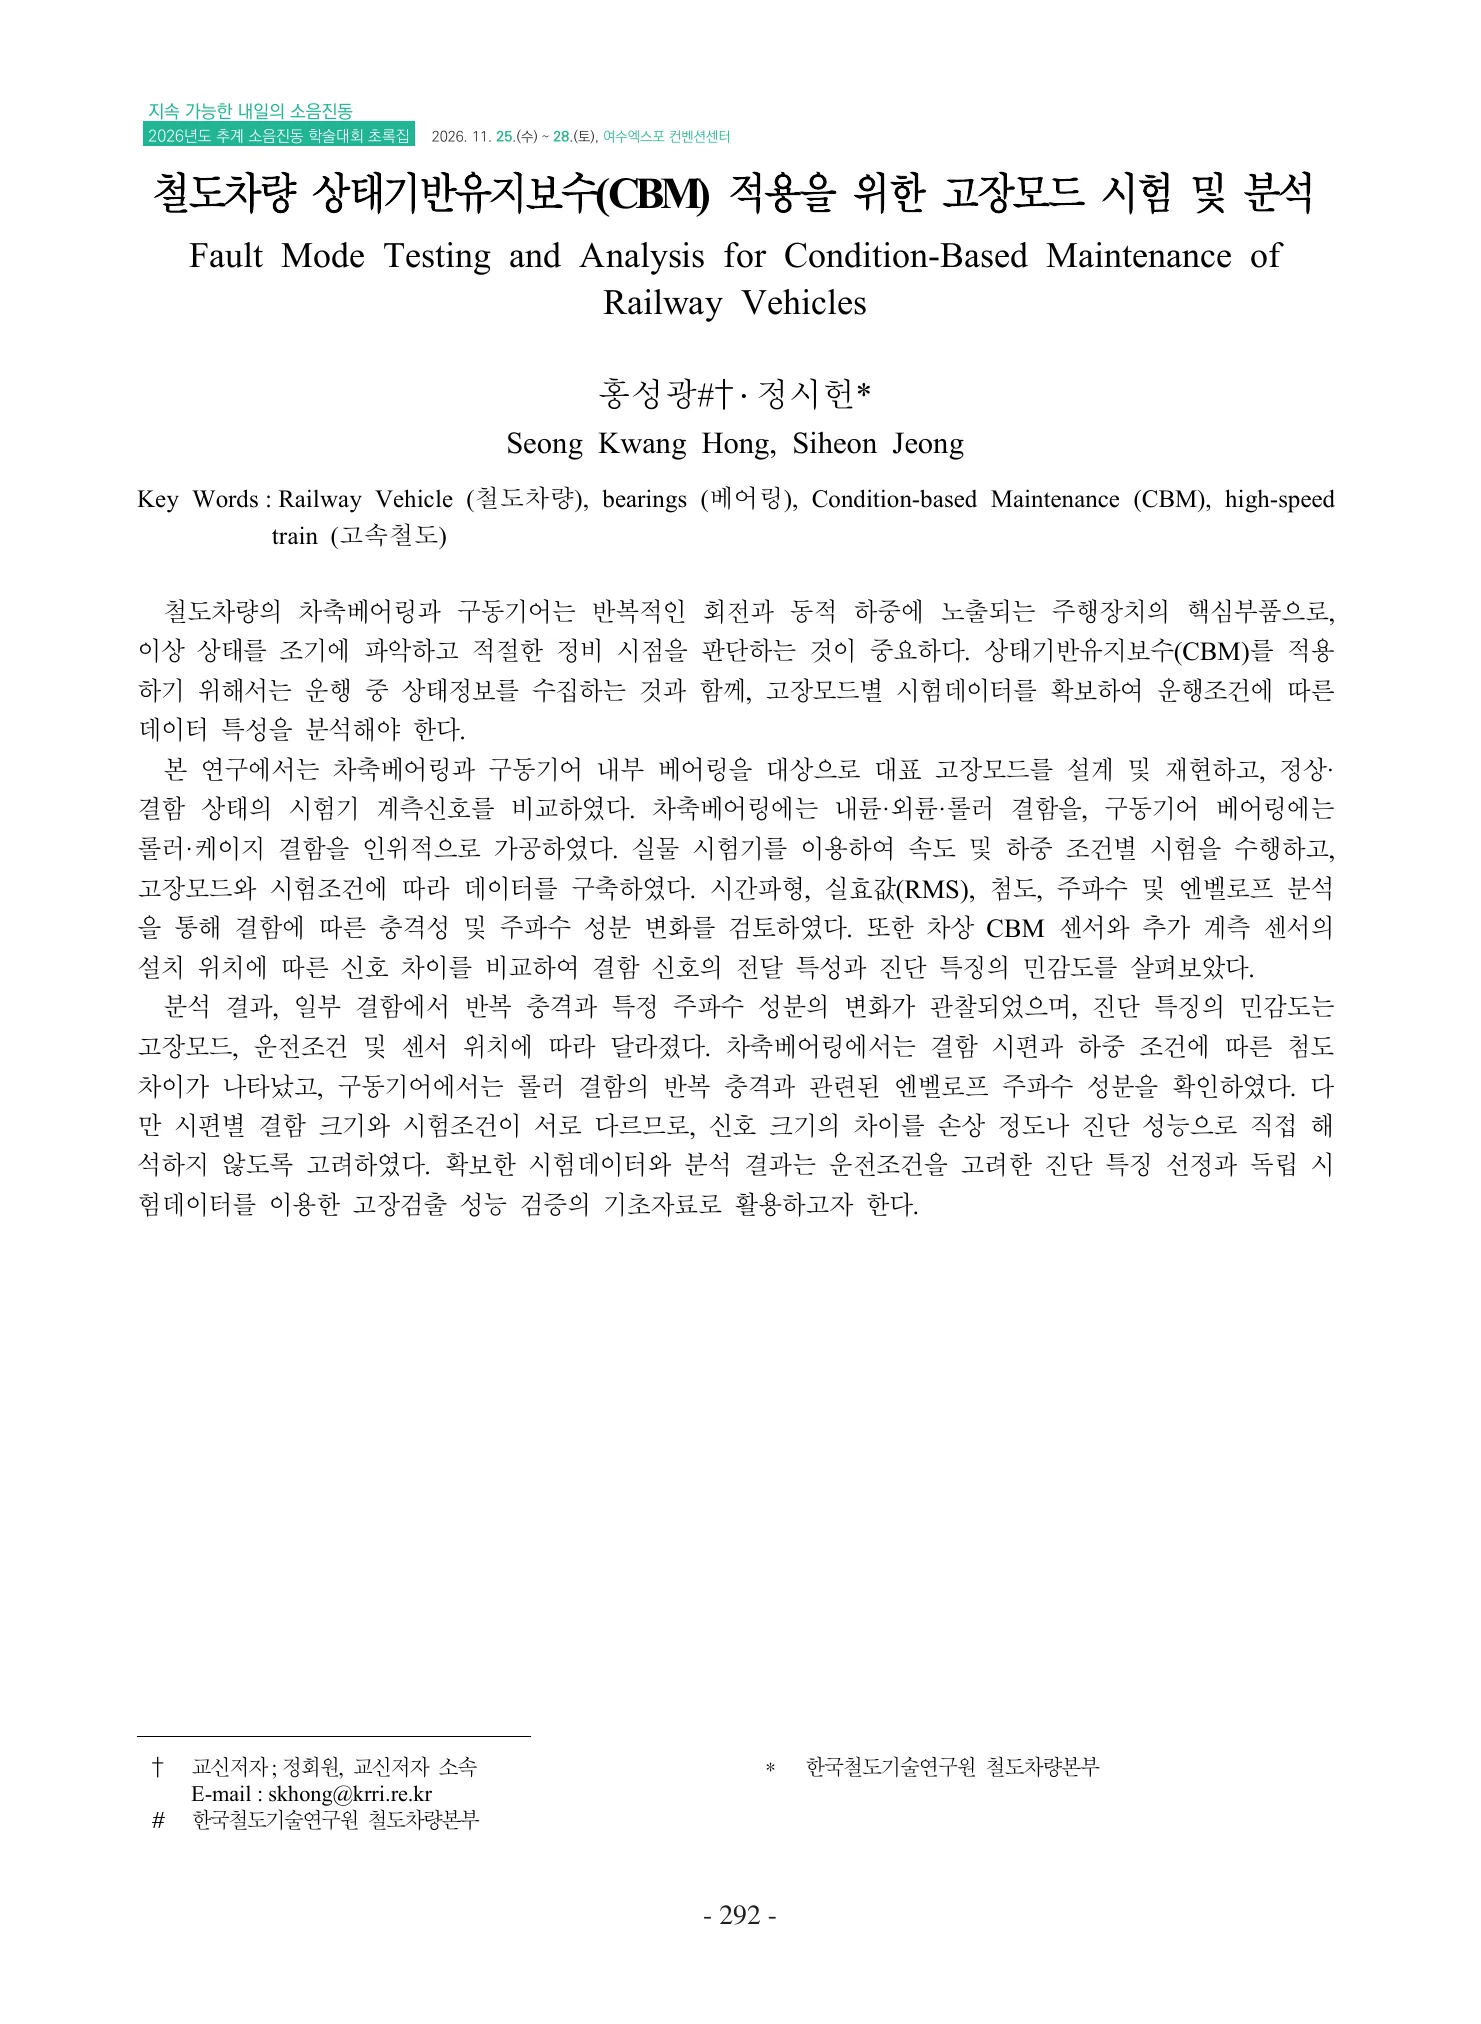 지속 가능한 내일의 소음진동
2026년도 추계 소음진동 학술대회 초록집 2026. 11. 25.(수) ~ 28.(토), 여수엑스포 컨벤션센터
철도차량 상태기반유지보수(CBM) 적용을 위한 고장모드 시험 및 분석
Fault Mode Testing and Analysis for Condition-Based Maintenance of
Railway Vehicles
홍성광#†· 정시헌*
Seong Kwang Hong, Siheon Jeong
Key Words : Railway Vehicle (철도차량), bearings (베어링), Condition-based Maintenance (CBM), high-speed
train (고속철도)
철도차량의 차축베어링과 구동기어는 반복적인 회전과 동적 하중에 노출되는 주행장치의 핵심부품으로,
이상 상태를 조기에 파악하고 적절한 정비 시점을 판단하는 것이 중요하다. 상태기반유지보수(CBM)를 적용
하기 위해서는 운행 중 상태정보를 수집하는 것과 함께, 고장모드별 시험데이터를 확보하여 운행조건에 따른
데이터 특성을 분석해야 한다.
본 연구에서는 차축베어링과 구동기어 내부 베어링을 대상으로 대표 고장모드를 설계 및 재현하고, 정상·
결함 상태의 시험기 계측신호를 비교하였다. 차축베어링에는 내륜·외륜·롤러 결함을, 구동기어 베어링에는
롤러·케이지 결함을 인위적으로 가공하였다. 실물 시험기를 이용하여 속도 및 하중 조건별 시험을 수행하고,
고장모드와 시험조건에 따라 데이터를 구축하였다. 시간파형, 실효값(RMS), 첨도, 주파수 및 엔벨로프 분석
을 통해 결함에 따른 충격성 및 주파수 성분 변화를 검토하였다. 또한 차상 CBM 센서와 추가 계측 센서의
설치 위치에 따른 신호 차이를 비교하여 결함 신호의 전달 특성과 진단 특징의 민감도를 살펴보았다.
분석 결과, 일부 결함에서 반복 충격과 특정 주파수 성분의 변화가 관찰되었으며, 진단 특징의 민감도는
고장모드, 운전조건 및 센서 위치에 따라 달라졌다. 차축베어링에서는 결함 시편과 하중 조건에 따른 첨도
차이가 나타났고, 구동기어에서는 롤러 결함의 반복 충격과 관련된 엔벨로프 주파수 성분을 확인하였다. 다
만 시편별 결함 크기와 시험조건이 서로 다르므로, 신호 크기의 차이를 손상 정도나 진단 성능으로 직접 해
석하지 않도록 고려하였다. 확보한 시험데이터와 분석 결과는 운전조건을 고려한 진단 특징 선정과 독립 시
험데이터를 이용한 고장검출 성능 검증의 기초자료로 활용하고자 한다.
† 교신저자 ; 정회원, 교신저자 소속
E-mail : skhong@krri.re.kr
# 한국철도기술연구원 철도차량본부
* 한국철도기술연구원 철도차량본부
- 292 -